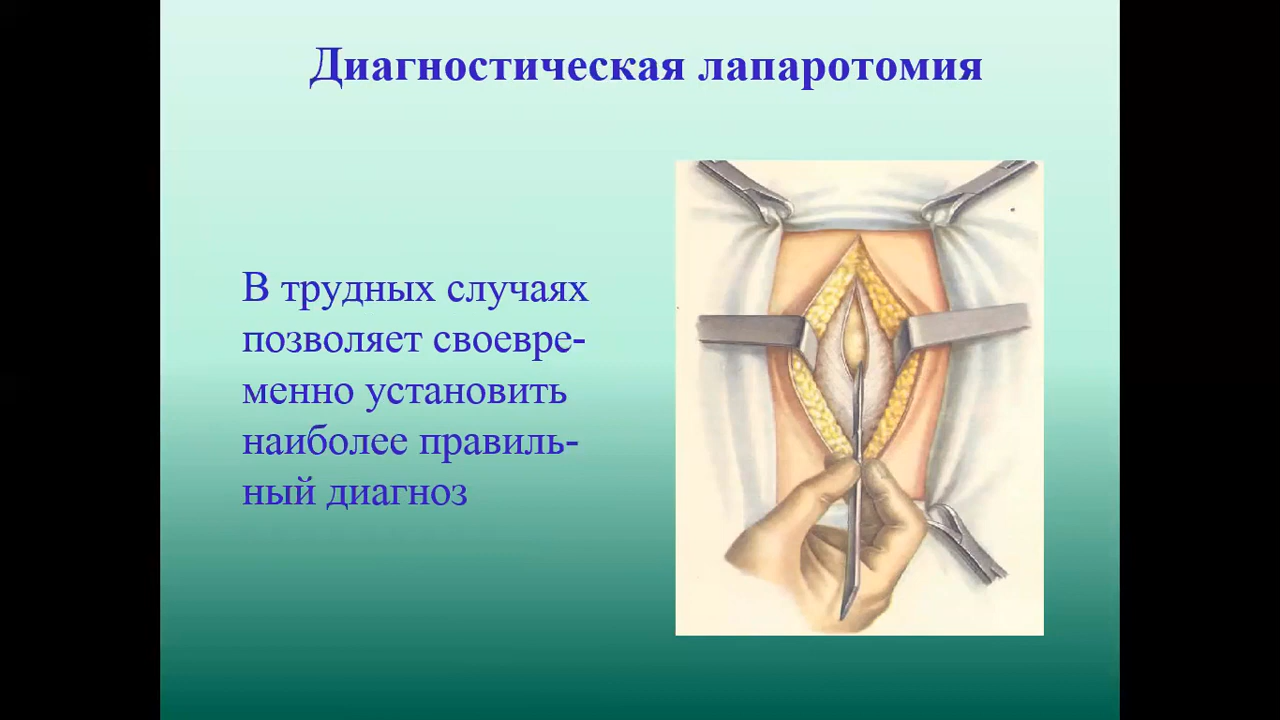 Диагностическая лапаротомия
В трудных случаях
позволяет своевре-
менно установить
наиболее правиль-
ный диагноз